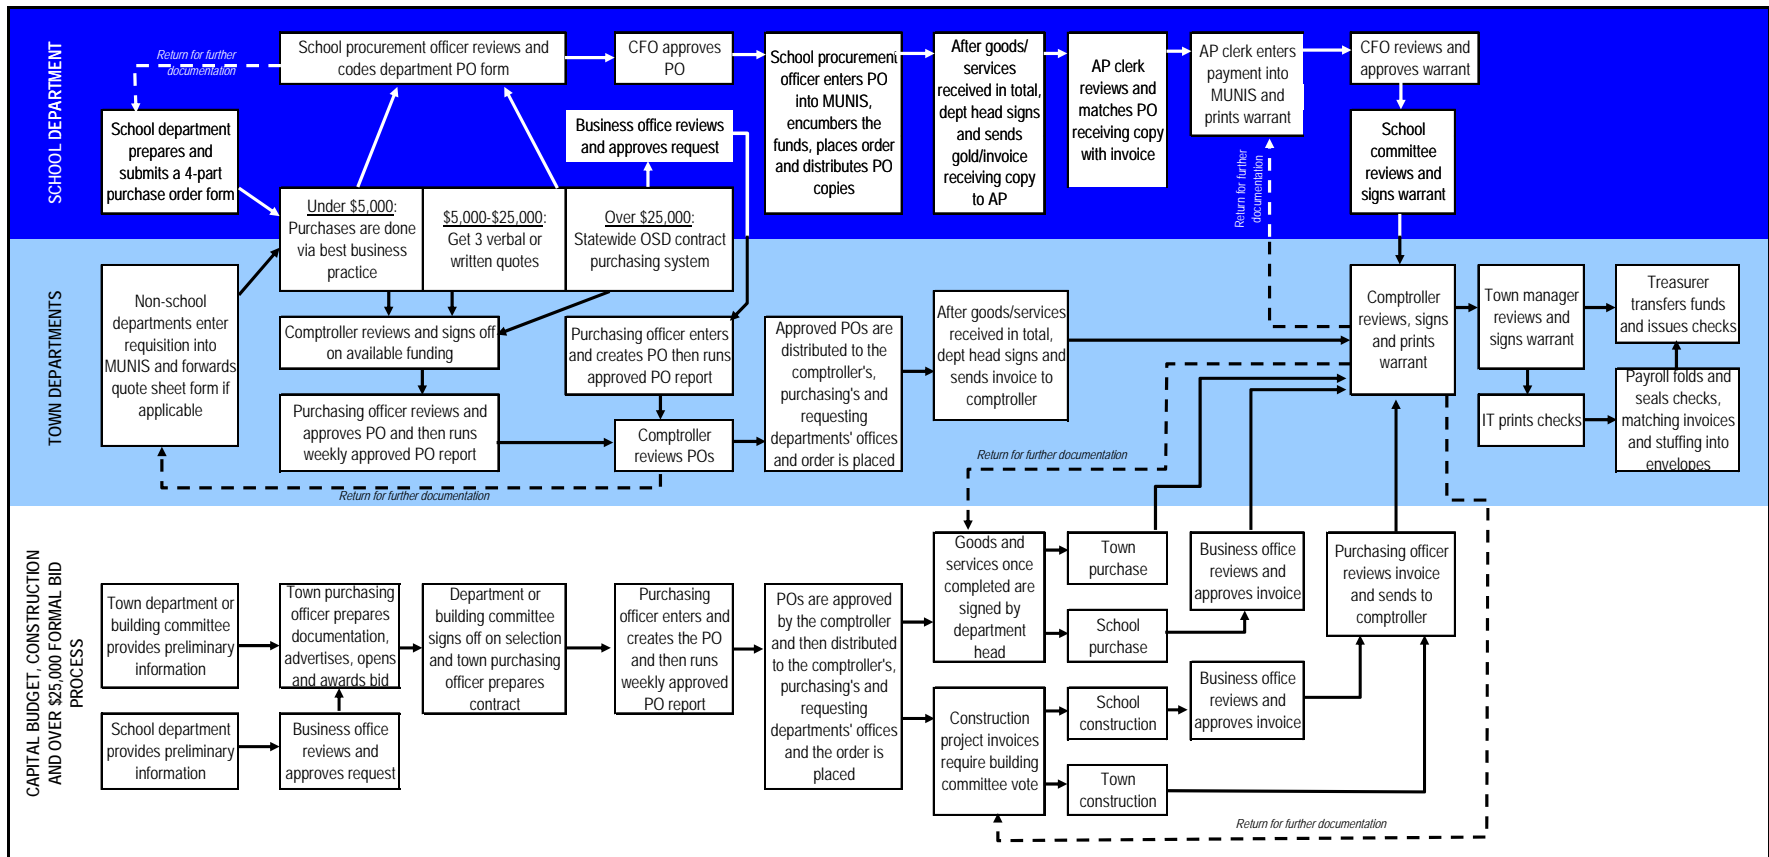 SCHOOL DEPARTMENT
Return for further
documentation
School procurement officer reviews and
codes department PO form
CFO approves
PO
School procurement
officer enters PO
into MUNIS,
encumbers the
funds, places order
and distributes PO
copies
After goods/
services
received in total,
dept head signs
and sends
gold/invoice
receiving copy
to AP
AP clerk
reviews and
matches PO
receiving copy
with invoice
AP clerk enters
payment into
MUNIS and
prints warrant
CFO reviews and
approves warrant
School department
prepares and
submits a 4-part
purchase order form
Business office reviews
and approves request
School
committee
reviews and
signs warrant
Return for further
documentation
Under $5,000:
Purchases are done
via best business
practice
$5,000-$25,000:
Get 3 verbal or
written quotes
Over $25,000:
Statewide OSD contract
purchasing system
TOWN DEPARTMENTS
Non-school
departments enter
requisition into
MUNIS and forwards
quote sheet form if
applicable
Comptroller reviews and signs off
on available funding
Purchasing officer enters
and creates PO then runs
approved PO report
Approved POs are
distributed to the
comptroller's,
purchasing's and
requesting
departments' offices
and order is placed
After goods/services
received in total,
dept head signs and
sends invoice to
comptroller
Comptroller
reviews, signs
and prints
warrant
Town manager
reviews and
signs warrant
Treasurer
transfers funds
and issues checks
Purchasing officer reviews and
approves PO and then runs
weekly approved PO report
Comptroller
reviews POs
IT prints checks
Payroll folds and
seals checks,
matching invoices
and stuffing into
envelopes
Return for further documentation
Return for further documentation
CAPITAL BUDGET, CONSTRUCTION
AND OVER $25,000 FORMAL BID
PROCESS
Town department or
building committee
provides preliminary
information
Town purchasing
officer prepares
documentation,
advertises, opens
and awards bid
Department or
building committee
signs off on selection
and town purchasing
officer prepares
contract
Purchasing
officer enters and
creates the PO
and then runs
weekly approved
PO report
POs are approved
by the comptroller
and then distributed
to the comptroller's,
purchasing's and
requesting
departments' offices
and the order is
placed
Goods and
services once
completed are
signed by
department
head
Town
purchase
School
purchase
Business office
reviews and
approves invoice
Purchasing officer
reviews invoice
and sends to
comptroller
School department
provides preliminary
information
Business office
reviews and
approves request
Construction
project invoices
require building
committee vote
School
construction
Business office
reviews and
approves invoice
Town
construction
Return for further documentation